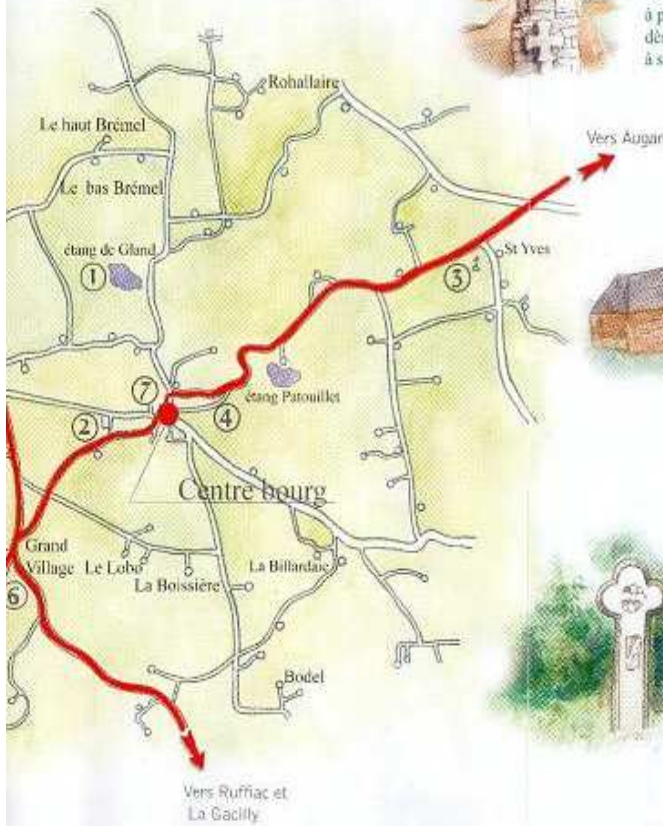 à p
dès
à s
Rohallaire
Le haut Brémel
Vers Augan
Le bas Brémel
étang de Gland
St Yves
①
③
étang Patouillet
⑦
②
④
Centre bourg
Grand
Village
Le Lobo
La Billardaie
La Boissière
6
Bodel
Vers Ruffiac et
La Gacilly